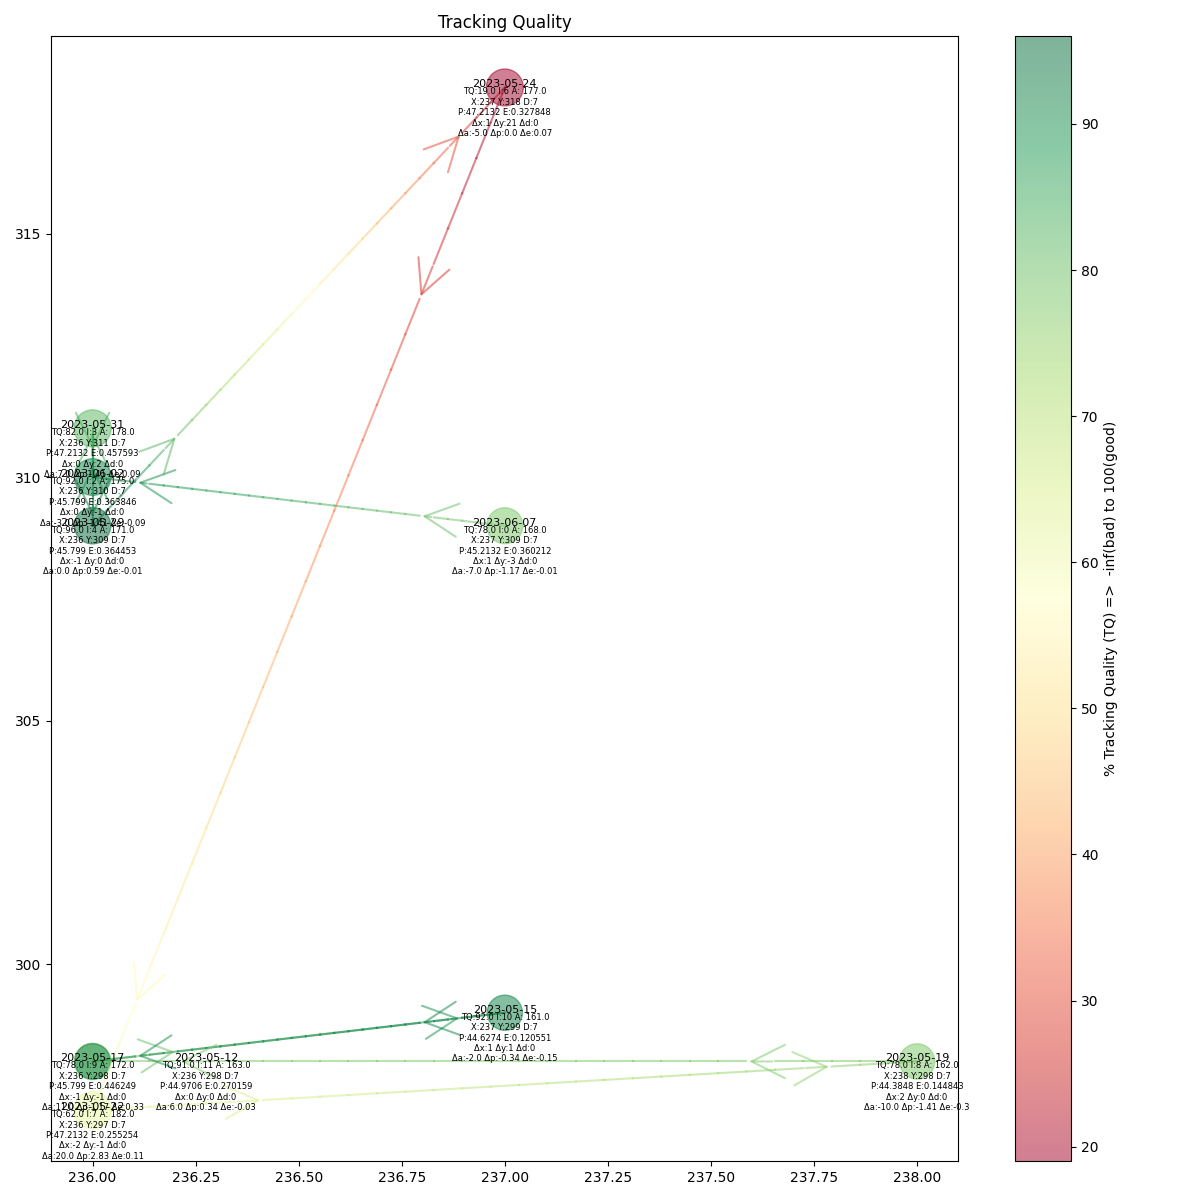 Tracking Quality
2023-05-24
TQ:19.0 I:6 A: 177.0
X:237 Y:318 D:7
P:47.2132 E:0.327848
Δx:1 Δy:21 Δd:0
Δa:-5.0 Δp:0.0 Δe:0.07
2023-05-31
TQ:82.0 I:3 A: 178.0
X:236 Y:311 D:7
P:47.2132 E:0.457593
Δx:0 Δy:2 Δd:0
2023-06-02
TQ:92.0 I:2 A: 175.0
X:236 Y:310 D:7
P:45.799 E:0.363846
Δx:0 Δy:-1 Δd:0
TQ:96.0 I:4 A: 171.0
X:236 Y:309 D:7
P:45.799 E:0.364453
Δx:-1 Δy:0 Δd:0
Δa:0.0 Δp:0.59 Δe:-0.01
2023-06-07
TQ:78.0 I:0 A: 168.0
X:237 Y:309 D:7
P:45.2132 E:0.360212
Δx:1 Δy:-3 Δd:0
Δa:-7.0 Δp:-1.17 Δe:-0.01
2023-05-15
TQ:92.0 I:10 A: 161.0
X:237 Y:299 D:7
P:44.6274 E:0.120551
Δx:1 Δy:1 Δd:0
Δa:-2.0 Δp:-0.34 Δe:-0.15
2023-05-17
TQ:78.0 I:9 A: 172.0
X:236 Y:298 D:7
P:45.799 E:0.446249
Δx:-1 Δy:-1 Δd:0
2023-05-12
TQ:91.0 I:11 A: 163.0
X:236 Y:298 D:7
P:44.9706 E:0.270159
Δx:0 Δy:0 Δd:0
Δa:6.0 Δp:0.34 Δe:-0.03
2023-05-19
TQ:78.0 I:8 A: 162.0
X:238 Y:298 D:7
P:44.3848 E:0.144843
Δx:2 Δy:0 Δd:0
Δa:-10.0 Δp:-1.41 Δe:-0.3
2023-05-22
TQ:62.0 I:7 A: 182.0
X:236 Y:297 D:7
P:47.2132 E:0.255254
Δx:-2 Δy:-1 Δd:0
Δa:20.0 Δp:2.83 Δe:0.11
315
310
305
300
236.00 236.25 236.50 236.75 237.00 237.25 237.50 237.75 238.00
90
80
70
60
50
40
30
20
% Tracking Quality (TQ) => -inf(bad) to 100(good)